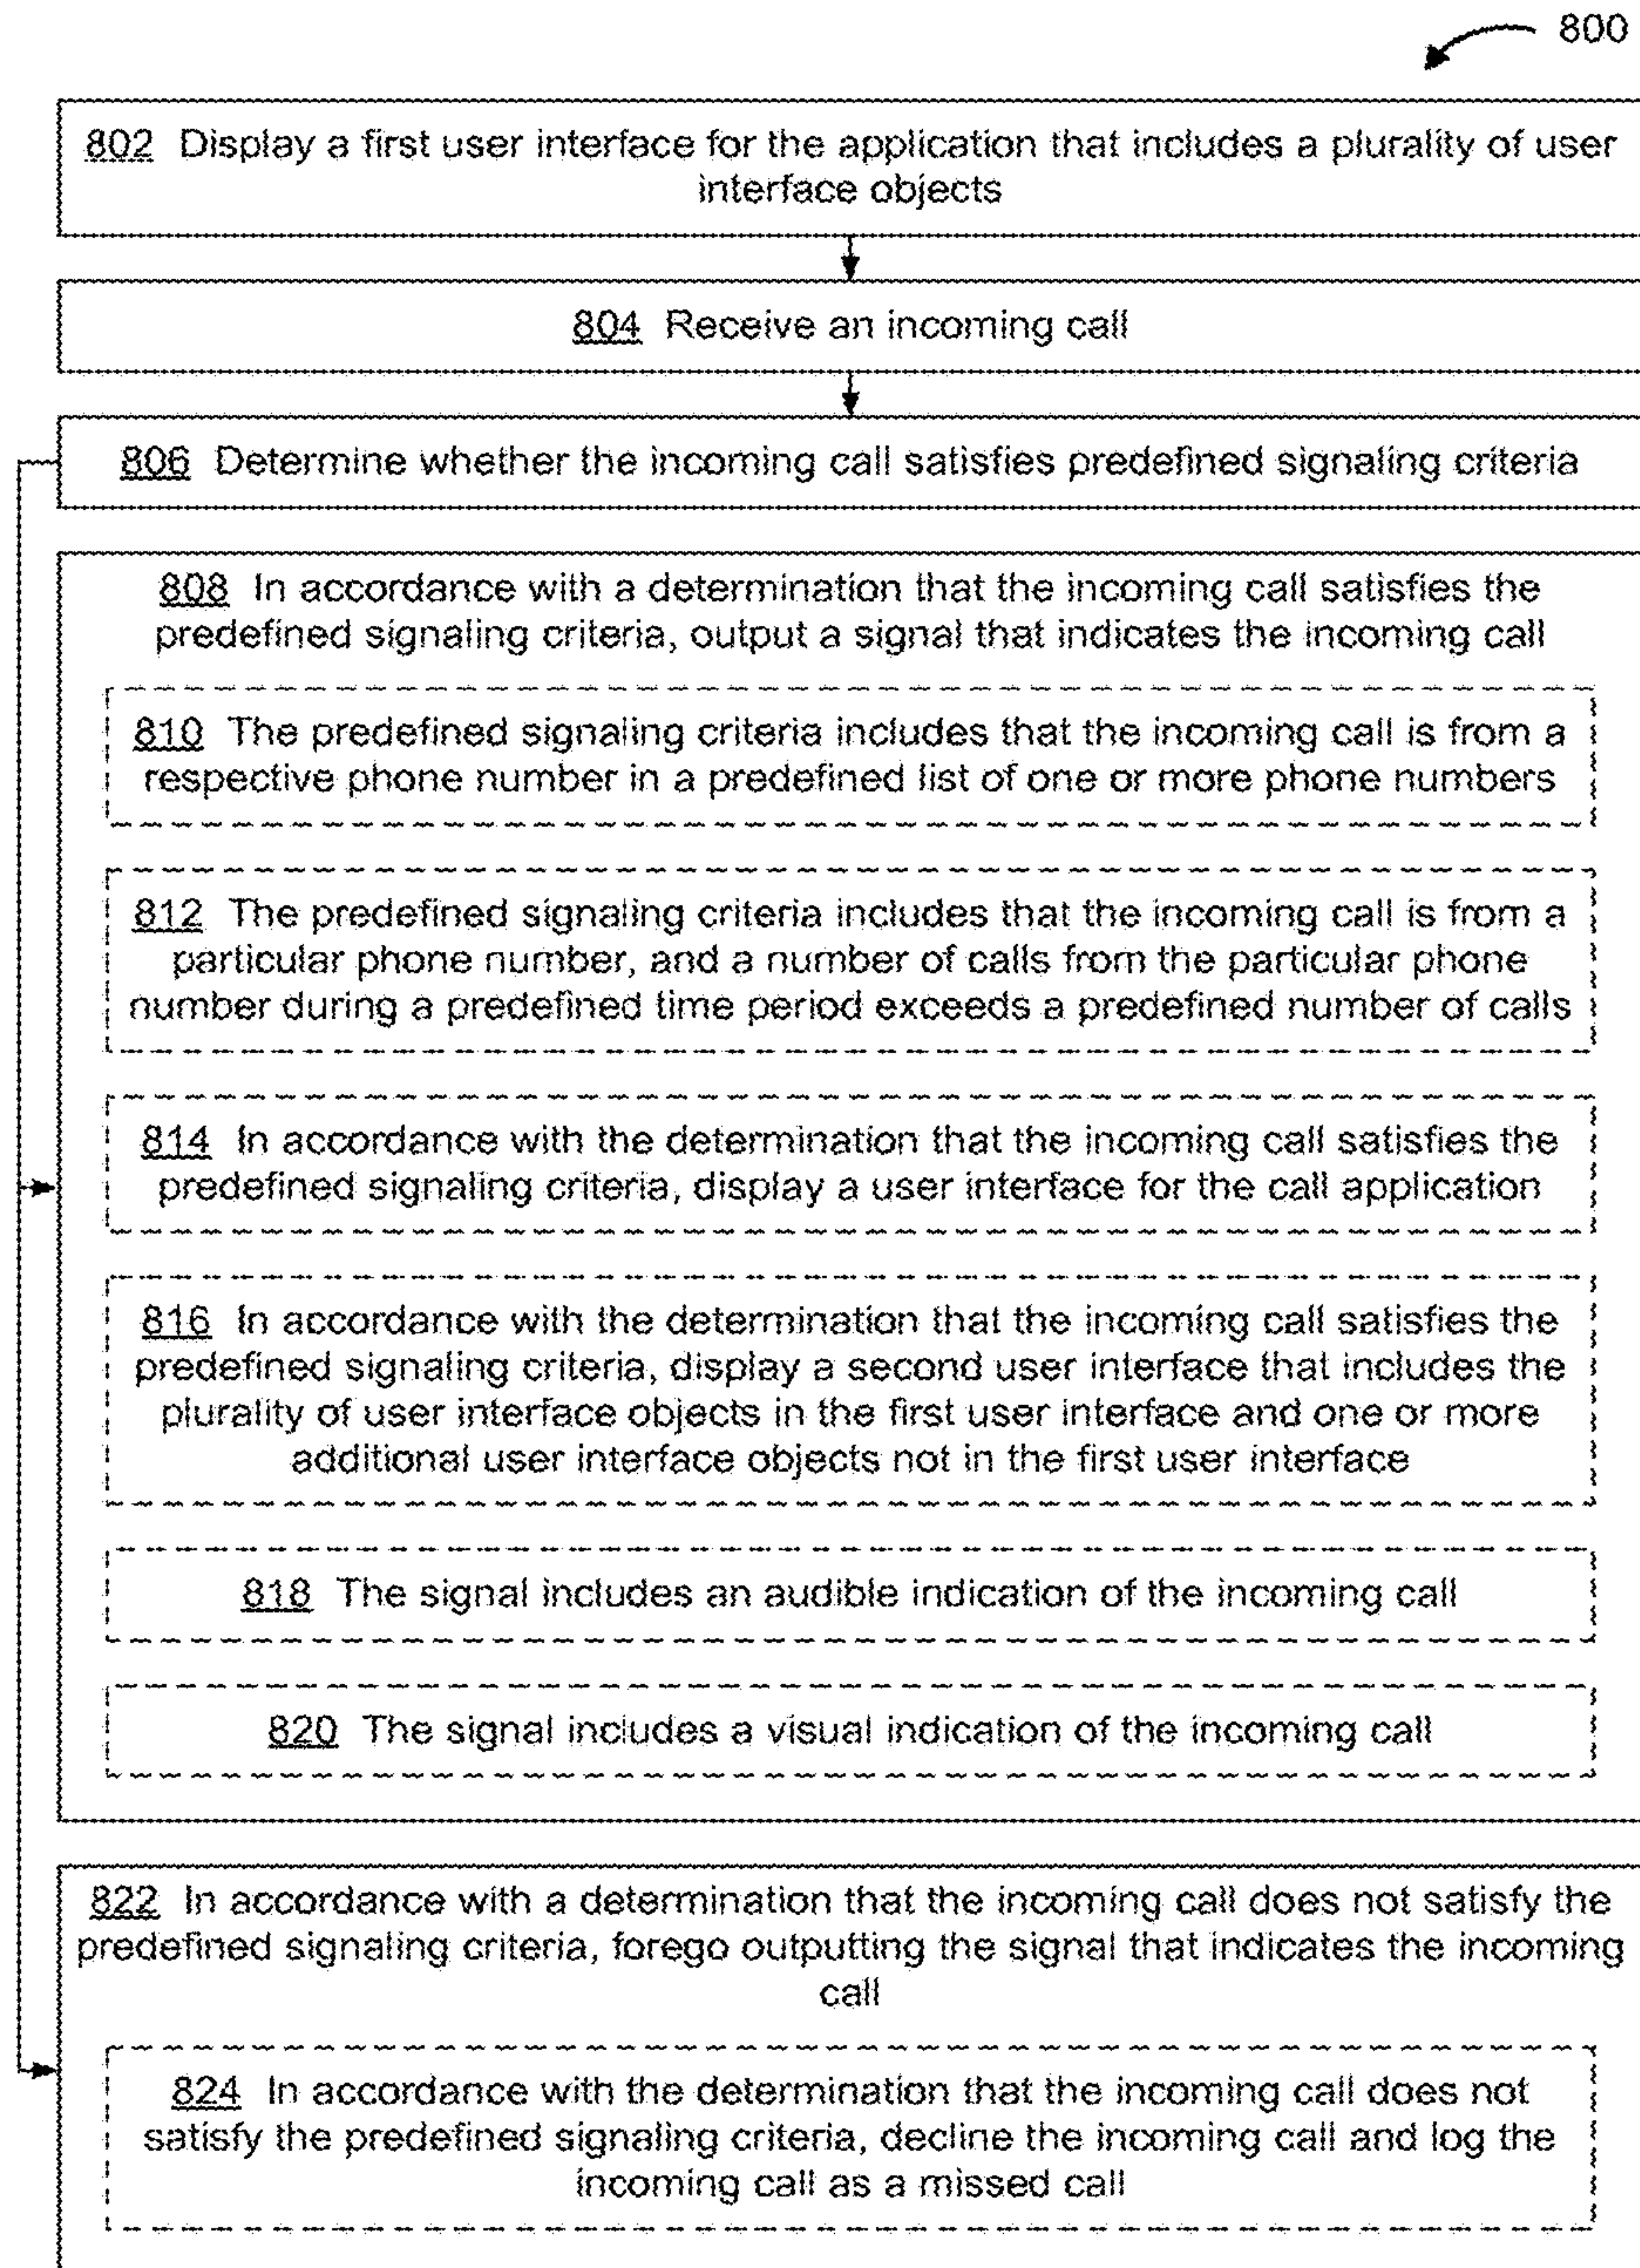 800
802 Display a first user interface for the application that includes a plurality of user
interface objects
804 Receive an incoming call
806 Determine whether the incoming call satisfies predefined signaling criteria
808 In accordance with a determination that the incoming call satisfies the
predefined signaling criteria, output a signal that indicates the incoming call
810 The predefined signaling criteria includes that the incoming call is from a
respective phone number in a predefined list of one or more phone numbers
812 The predefined signaling criteria includes that the incoming call is from a
particular phone number, and a number of calls from the particular phone
number during a predefined time period exceeds a predefined number of calls
814 In accordance with the determination that the incoming call satisfies the
predefined signaling criteria, display a user interface for the call application
816 In accordance with the determination that the incoming call satisfies the
predefined signaling criteria, display a second user interface that includes the
plurality of user interface objects in the first user interface and one or more
additional user interface objects not in the first user interface
818 The signal includes an audible indication of the incoming call
820 The signal includes a visual indication of the incoming call
822 In accordance with a determination that the incoming call does not satisfy the
predefined signaling criteria, forego outputting the signal that indicates the incoming
call
824 In accordance with the determination that the incoming call does not
satisfy the predefined signaling criteria, decline the incoming call and log the
incoming call as a missed call